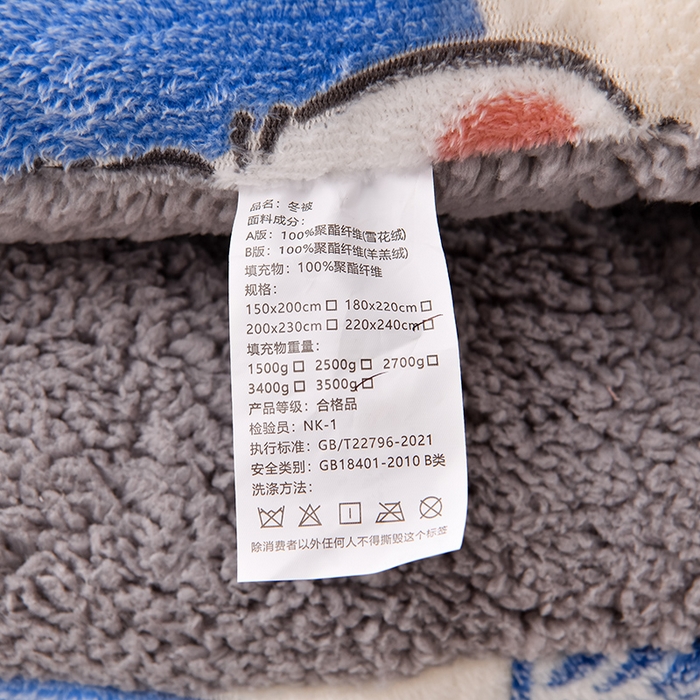 品名：冬被
面料成分：
A版：100%聚酯纤维(雪花绒)
B版：100%聚酯纤维(羊羔绒)
填充物：100%聚酯纤维
规格：
150x200cm□ 180x220cm□
200x230cm□ 220x240cm□
填充物重量：
1500g□ 2500g□ 2700g□
3400g□ 3500g□
产品等级：合格品
检验员：NK-1
执行标准：GB/T22796-2021
安全类别：GB18401-2010 B类
洗涤方法：
除消费者以外任何人不得撕毁这个标签